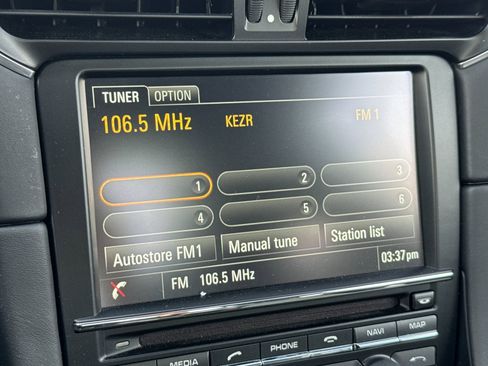 TUNER OPTION
106.5 MHz KEZR FM 1
1 2 3
4 5 6
Autostore FM1 Manual tune Station list
FM 106.5 MHz 03:37pm
MEDIA PHONE NAVI MAP